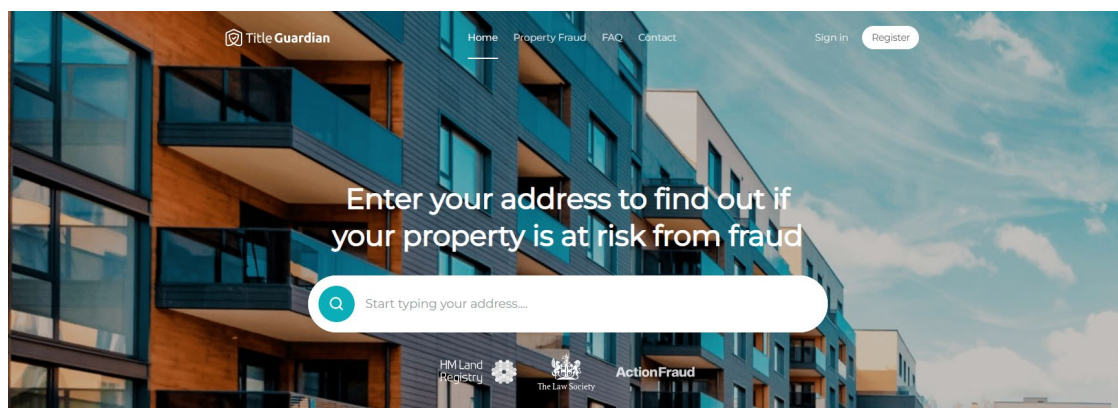 Title Guardian
Home Property Fraud FAQ Contact
Sign in Register
Enter your address to find out if
your property is at risk from fraud
Start typing your address....
HM Land
Registry
The Law Society
ActionFraud